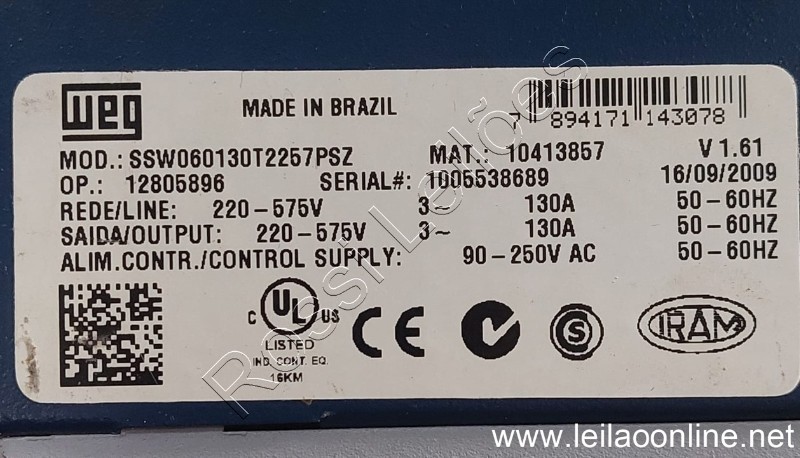 weg
MADE IN BRAZIL
7 894171 143078
MOD.: SSW060130T2257PSZ MAT.: 10413857 V 1.61
OP.: 12805896 SERIAL#: 1005538689 16/09/2009
REDE/LINE: 220-575V 3~ 130A 50-60HZ
SAIDA/OUTPUT: 220-575V 3~ 130A 50-60HZ
ALIM.CONTR./CONTROL SUPPLY: 90-250V AC 50-60HZ
C UL US
LISTED
IND. CONT. EQ.
16KM
CE
S
IRAM
Rossi Leilões
www.leilaoonline.net